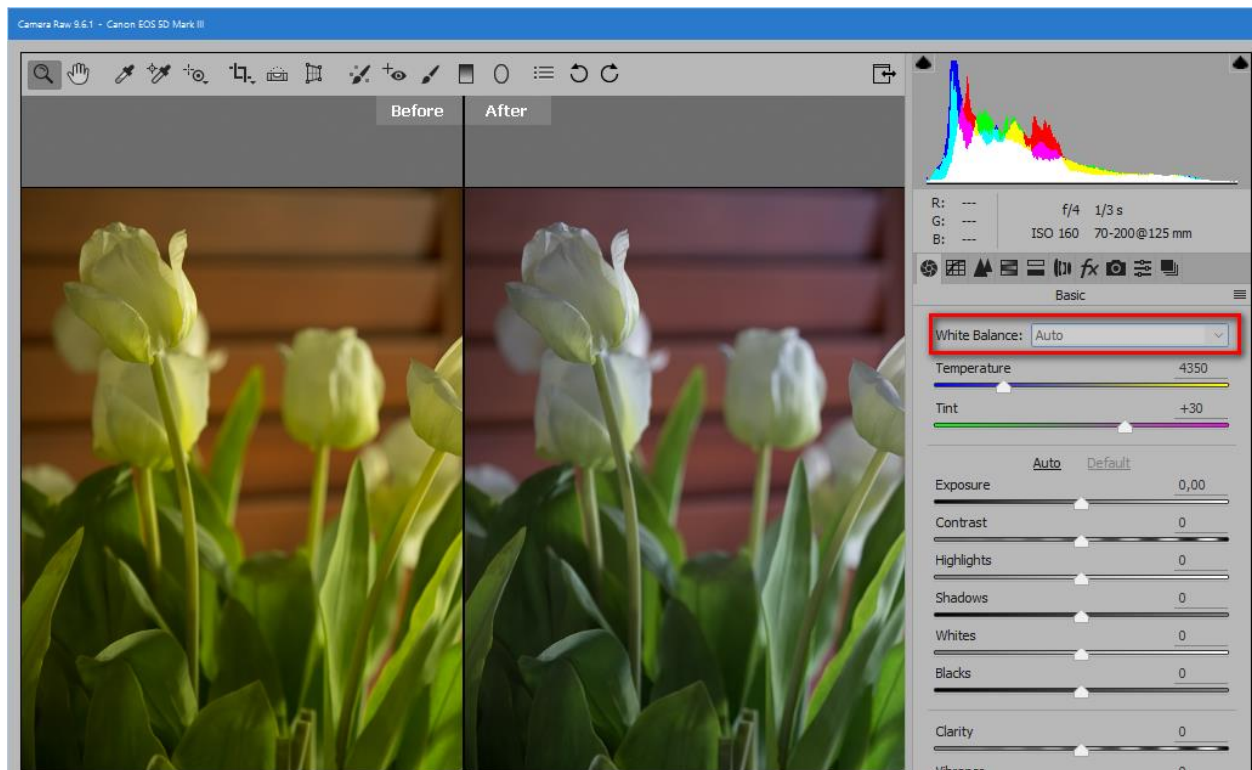 Camera Raw 9.6.1 - Canon EOS 5D Mark III
Before After
R: ---
G: ---
B: ---
f/4 1/3 s
ISO 160 70-200@125 mm
fx
Basic
White Balance: Auto
Temperature 4350
Tint +30
Auto Default
Exposure 0,00
Contrast 0
Highlights 0
Shadows 0
Whites 0
Blacks 0
Clarity 0